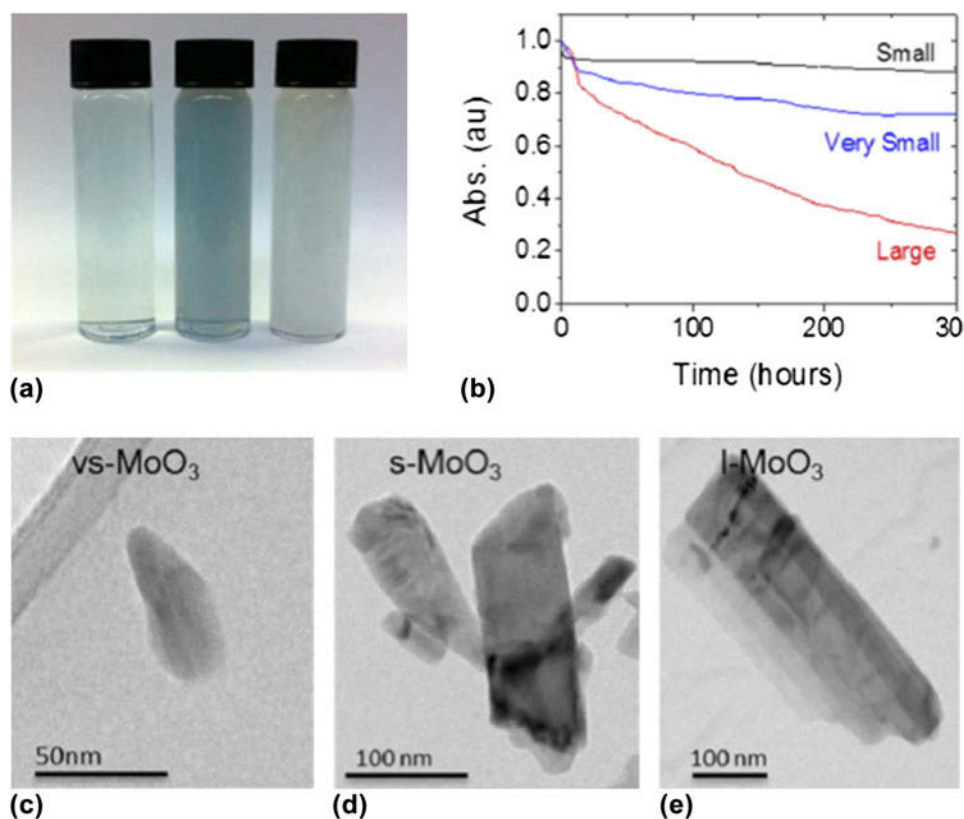 1.0
0.8
0.6
0.4
0.2
0.0
Abs. (au)
Small
Very Small
Large
0
100
200
30
Time (hours)
(a)
(b)
vs-MoO₃
s-MoO₃
l-MoO₃
50nm
100 nm
100 nm
(c)
(d)
(e)